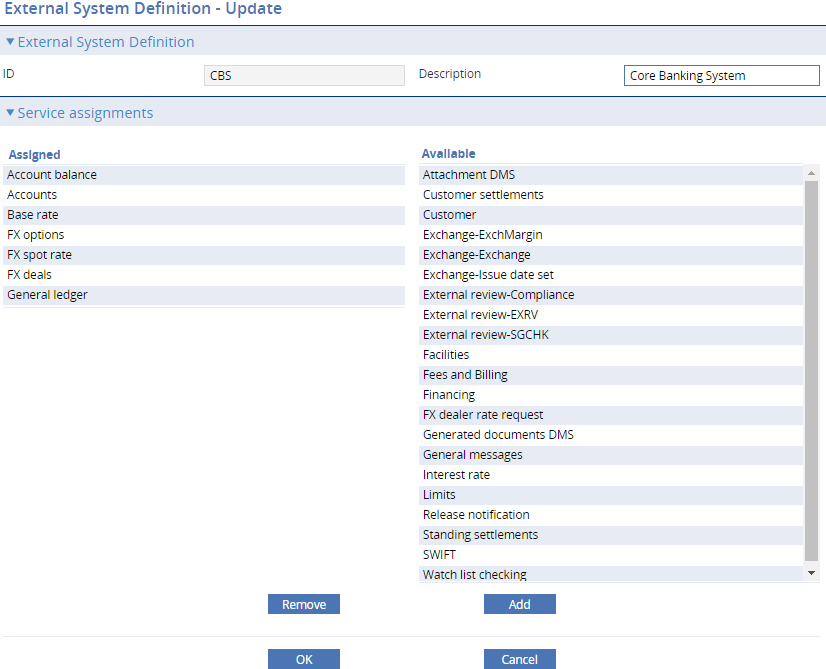 External System Definition - Update
External System Definition
ID
CBS
Description
Core Banking System
Service assignments
Assigned
Account balance
Accounts
Base rate
FX options
FX spot rate
FX deals
General ledger
Available
Attachment DMS
Customer settlements
Customer
Exchange-ExchMargin
Exchange-Exchange
Exchange-Issue date set
External review-Compliance
External review-EXRV
External review-SGCHK
Facilities
Fees and Billing
Financing
FX dealer rate request
Generated documents DMS
General messages
Interest rate
Limits
Release notification
Standing settlements
SWIFT
Watch list checking
Remove
Add
OK
Cancel